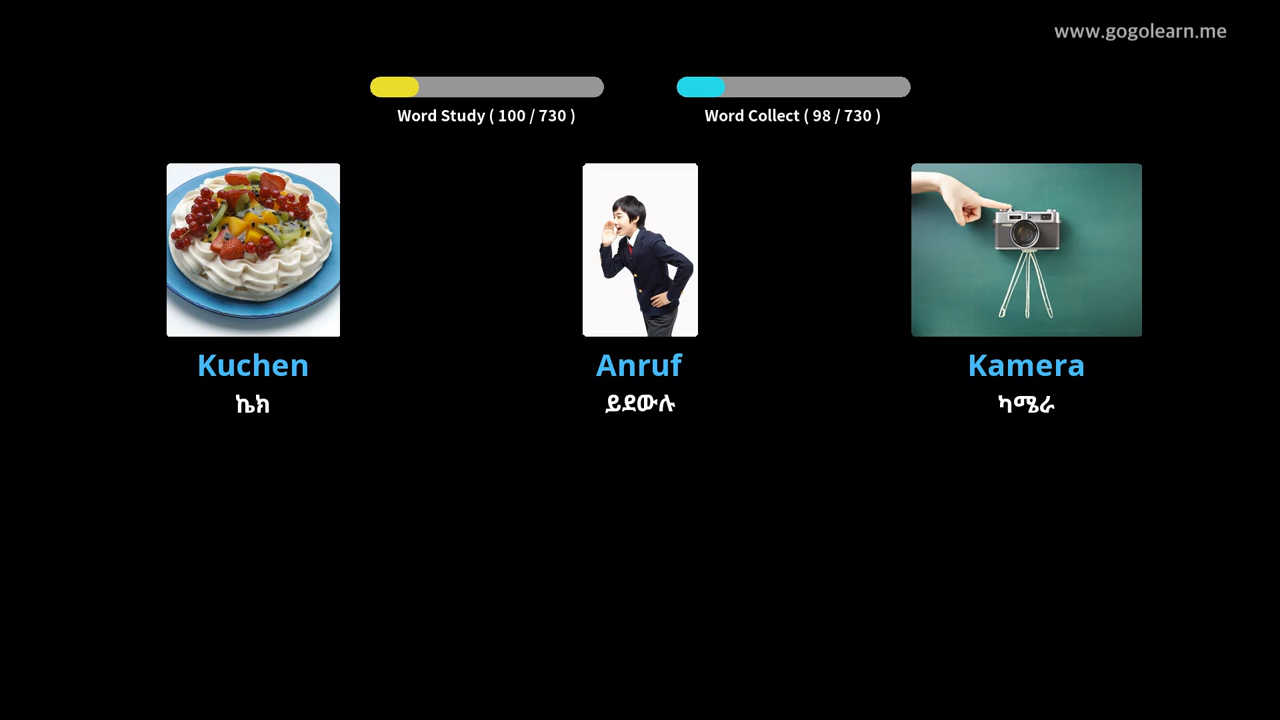 www.gogolearn.me
Word Study ( 100 / 730 )
Word Collect ( 98 / 730 )
Kuchen
Anruf
Kamera
ኬክ
ይደውሉ
ካሜራ